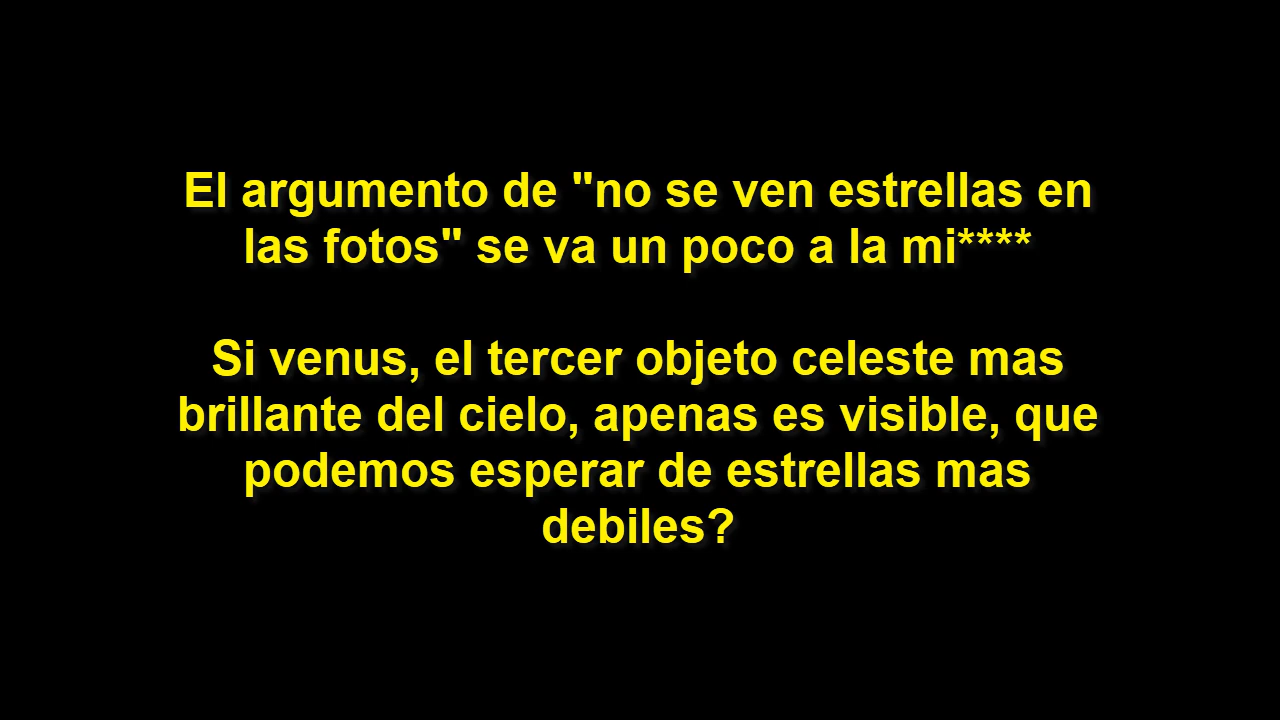 El argumento de "no se ven estrellas en
las fotos" se va un poco a la mi****
Si venus, el tercer objeto celeste mas
brillante del cielo, apenas es visible, que
podemos esperar de estrellas mas
debiles?